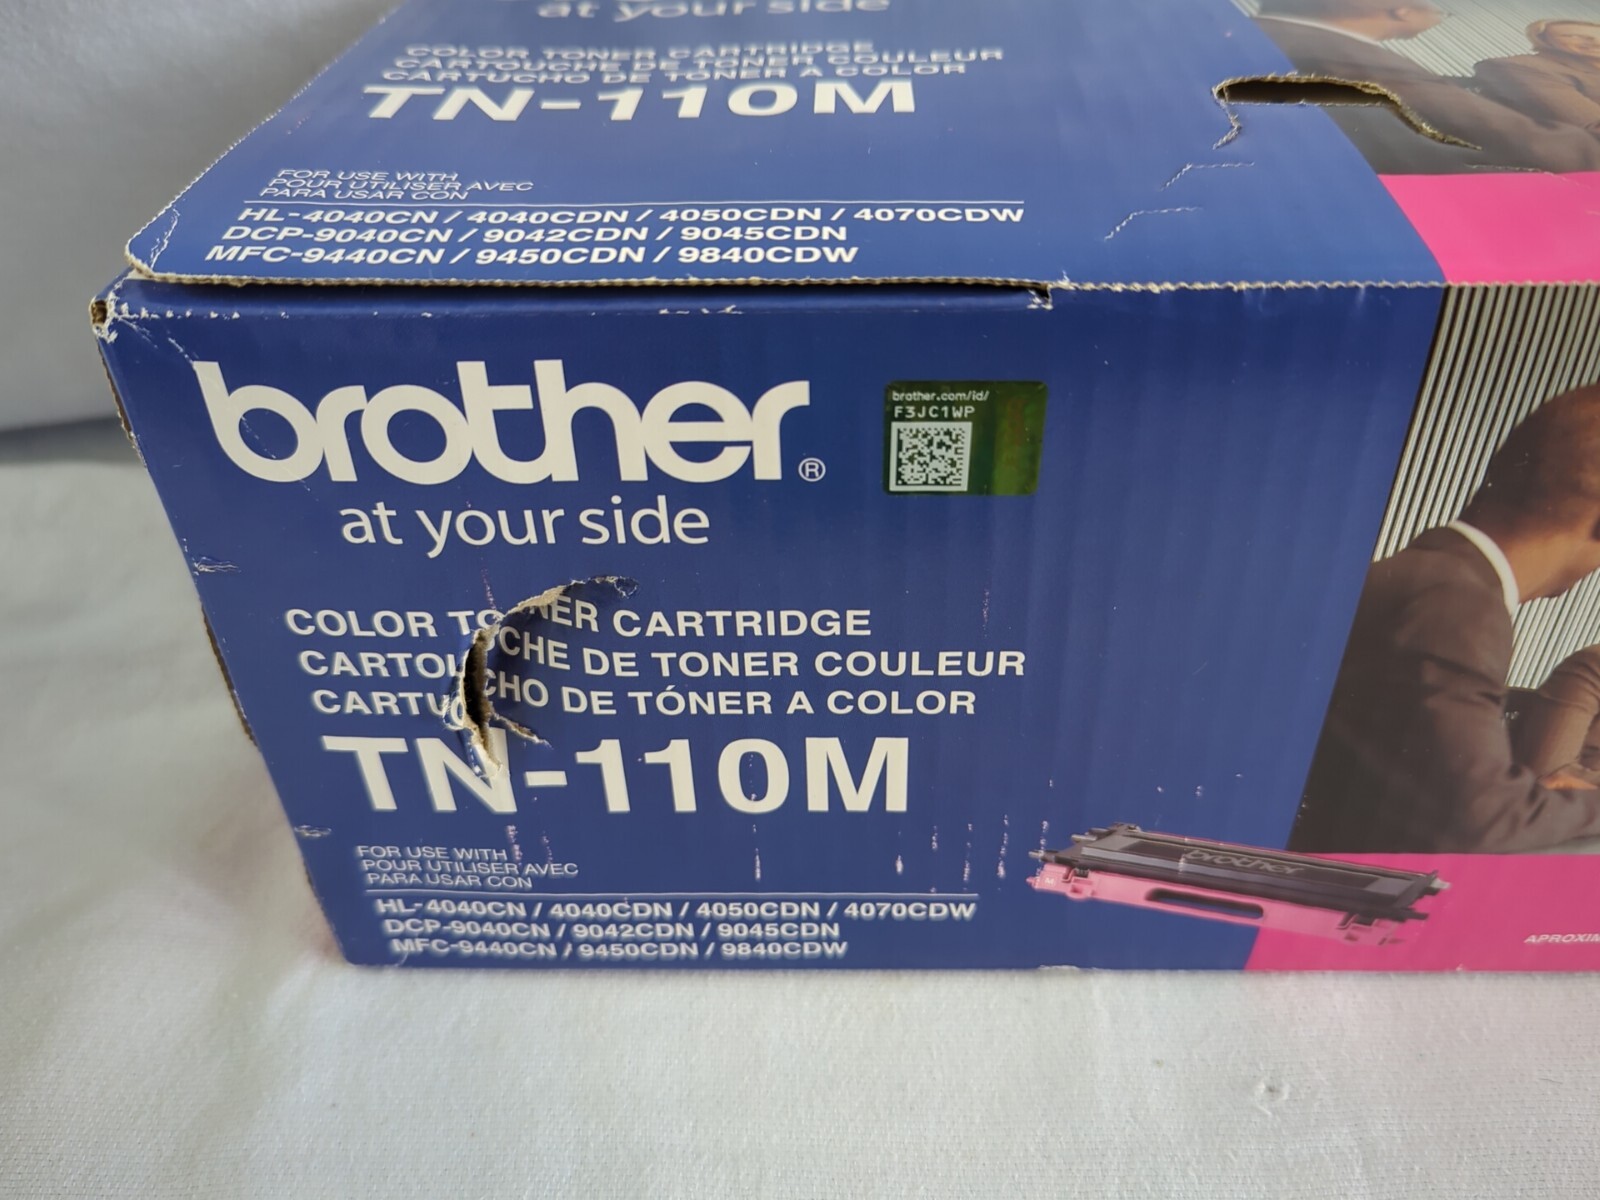 at your side
COLOR TONER CARTRIDGE
CARTOUCHE DE TONER COULEUR
CARTUCHO DE TÓNER A COLOR
TN-110M
FOR USE WITH
POUR UTILISER AVEC
PARA USAR CON
HL-4040CN / 4040CDN / 4050CDN / 4070CDW
DCP-9040CN / 9042CDN / 9045CDN
MFC-9440CN / 9450CDN / 9840CDW
brother®
at your side
brother.com/id/
F3JC1WP
COLOR TONER CARTRIDGE
CARTOUCHE DE TONER COULEUR
CARTUCHO DE TÓNER A COLOR
TN-110M
FOR USE WITH
POUR UTILISER AVEC
PARA USAR CON
HL-4040CN / 4040CDN / 4050CDN / 4070CDW
DCP-9040CN / 9042CDN / 9045CDN
MFC-9440CN / 9450CDN / 9840CDW
brother
M